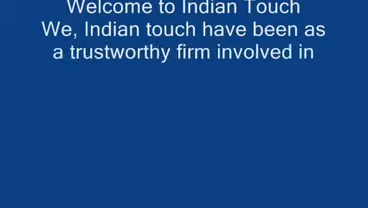 Welcome to Indian Touch
We, Indian touch have been as
a trustworthy firm involved in